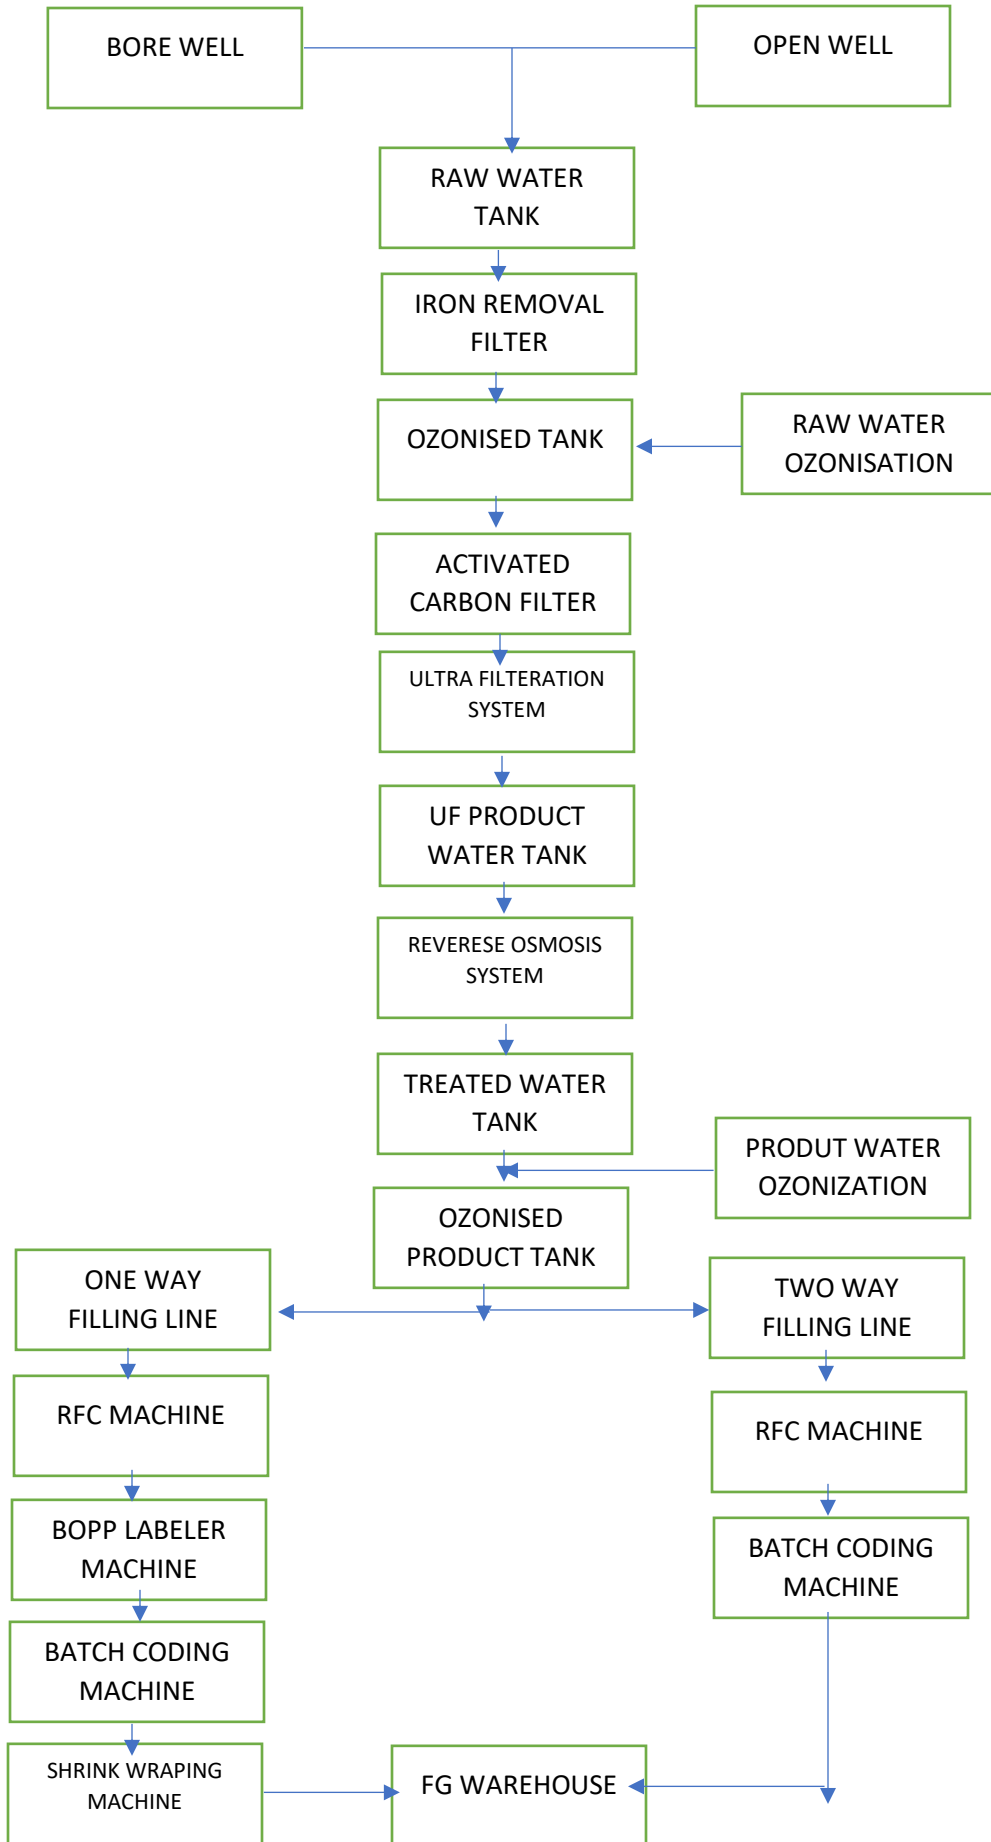 BORE WELL
OPEN WELL
RAW WATER
TANK
IRON REMOVAL
FILTER
OZONISED TANK
RAW WATER
OZONISATION
ACTIVATED
CARBON FILTER
ULTRA FILTERATION
SYSTEM
UF PRODUCT
WATER TANK
REVERESE OSMOSIS
SYSTEM
TREATED WATER
TANK
PRODUT WATER
OZONIZATION
OZONISED
PRODUCT TANK
ONE WAY
FILLING LINE
TWO WAY
FILLING LINE
RFC MACHINE
RFC MACHINE
BOPP LABELER
MACHINE
BATCH CODING
MACHINE
BATCH CODING
MACHINE
SHRINK WRAPING
MACHINE
FG WAREHOUSE